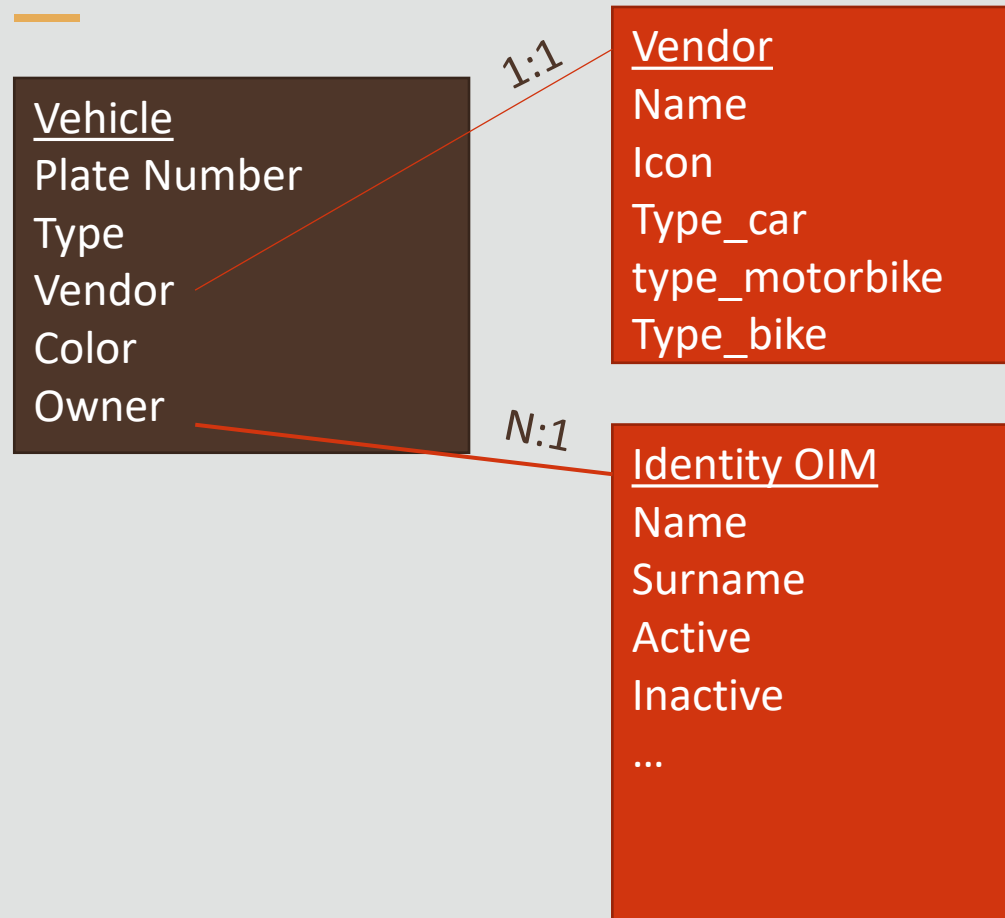 Vehicle
Plate Number
Type
Vendor
Color
Owner
1:1
Vendor
Name
Icon
Type_car
type_motorbike
Type_bike
N:1
Identity OIM
Name
Surname
Active
Inactive
...